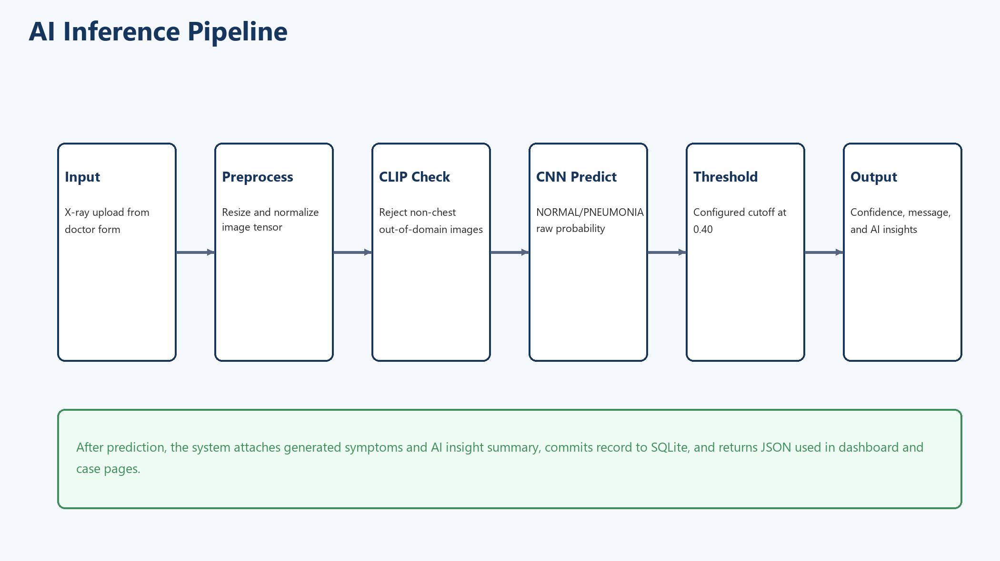 AI Inference Pipeline
Input
X-ray upload from
doctor form
Preprocess
Resize and normalize
image tensor
CLIP Check
Reject non-chest
out-of-domain images
CNN Predict
NORMAL/PNEUMONIA
raw probability
Threshold
Configured cutoff at
0.40
Output
Confidence, message,
and AI insights
After prediction, the system attaches generated symptoms and AI insight summary, commits record to SQLite, and returns JSON used in dashboard and
case pages.